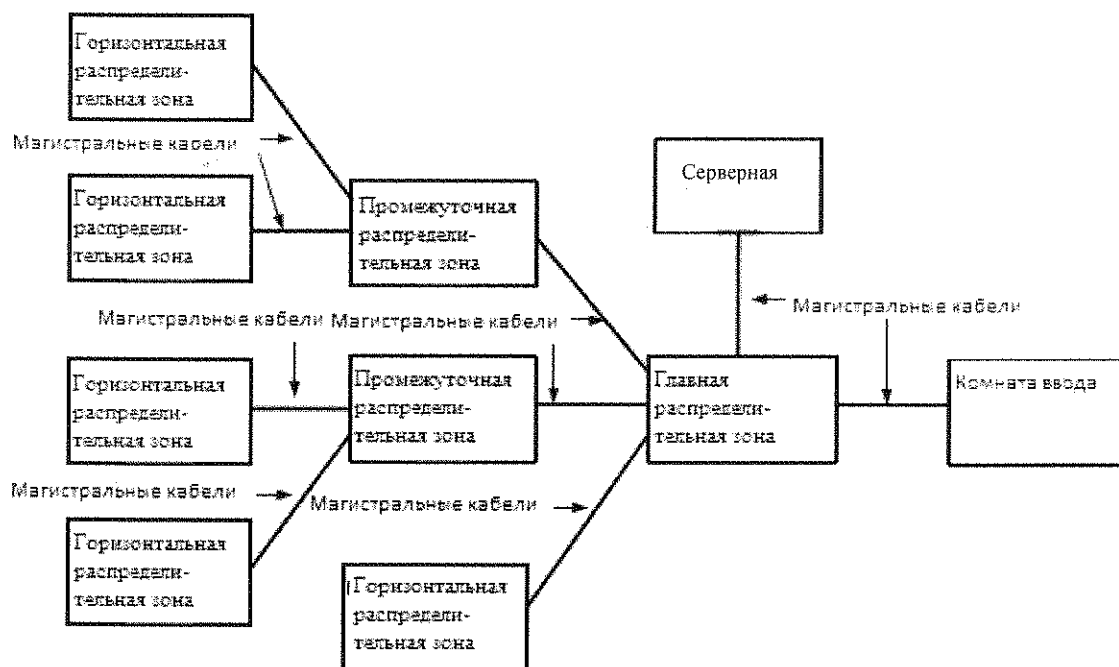 Горизонтальная
распредели-
тельная зона
Магистральные кабели
Горизонтальная
распредели-
тельная зона
Промежуточная
распредели-
тельная зона
Серверная
Магистральные кабели
Магистральные кабели
Магистральные кабели
Горизонтальная
распредели-
тельная зона
Промежуточная
распредели-
тельная зона
Главная
распредели-
тельная зона
Комната ввода
Магистральные кабели
Магистральные кабели
Горизонтальная
распредели-
тельная зона
Горизонтальная
распредели-
тельная зона